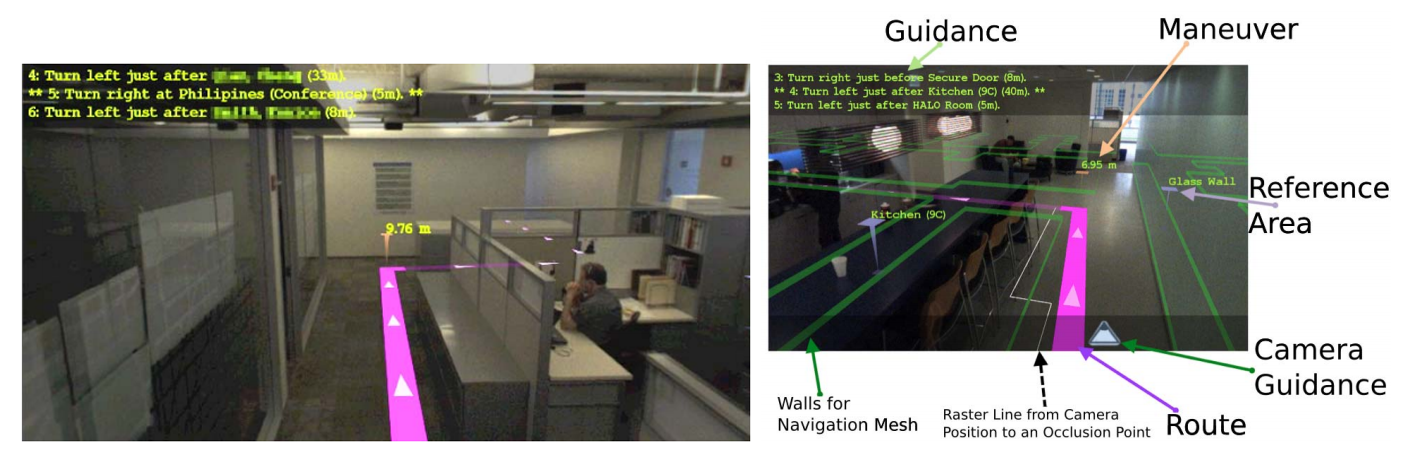 4: Turn left just after (33m).
** 5: Turn right at Philipines (Conference) (5m). **
6: Turn left just after (8m).
9.76 m
Guidance
Maneuver
3: Turn right just before Secure Door (8m).
** 4: Turn left just after Kitchen (9C) (40m). **
5: Turn left just after HALO Room (5m).
6.95 m
Glass Wall
Kitchen (9C)
Reference
Area
Camera
Guidance
Walls for
Navigation Mesh
Raster Line from Camera
Position to an Occlusion Point
Route